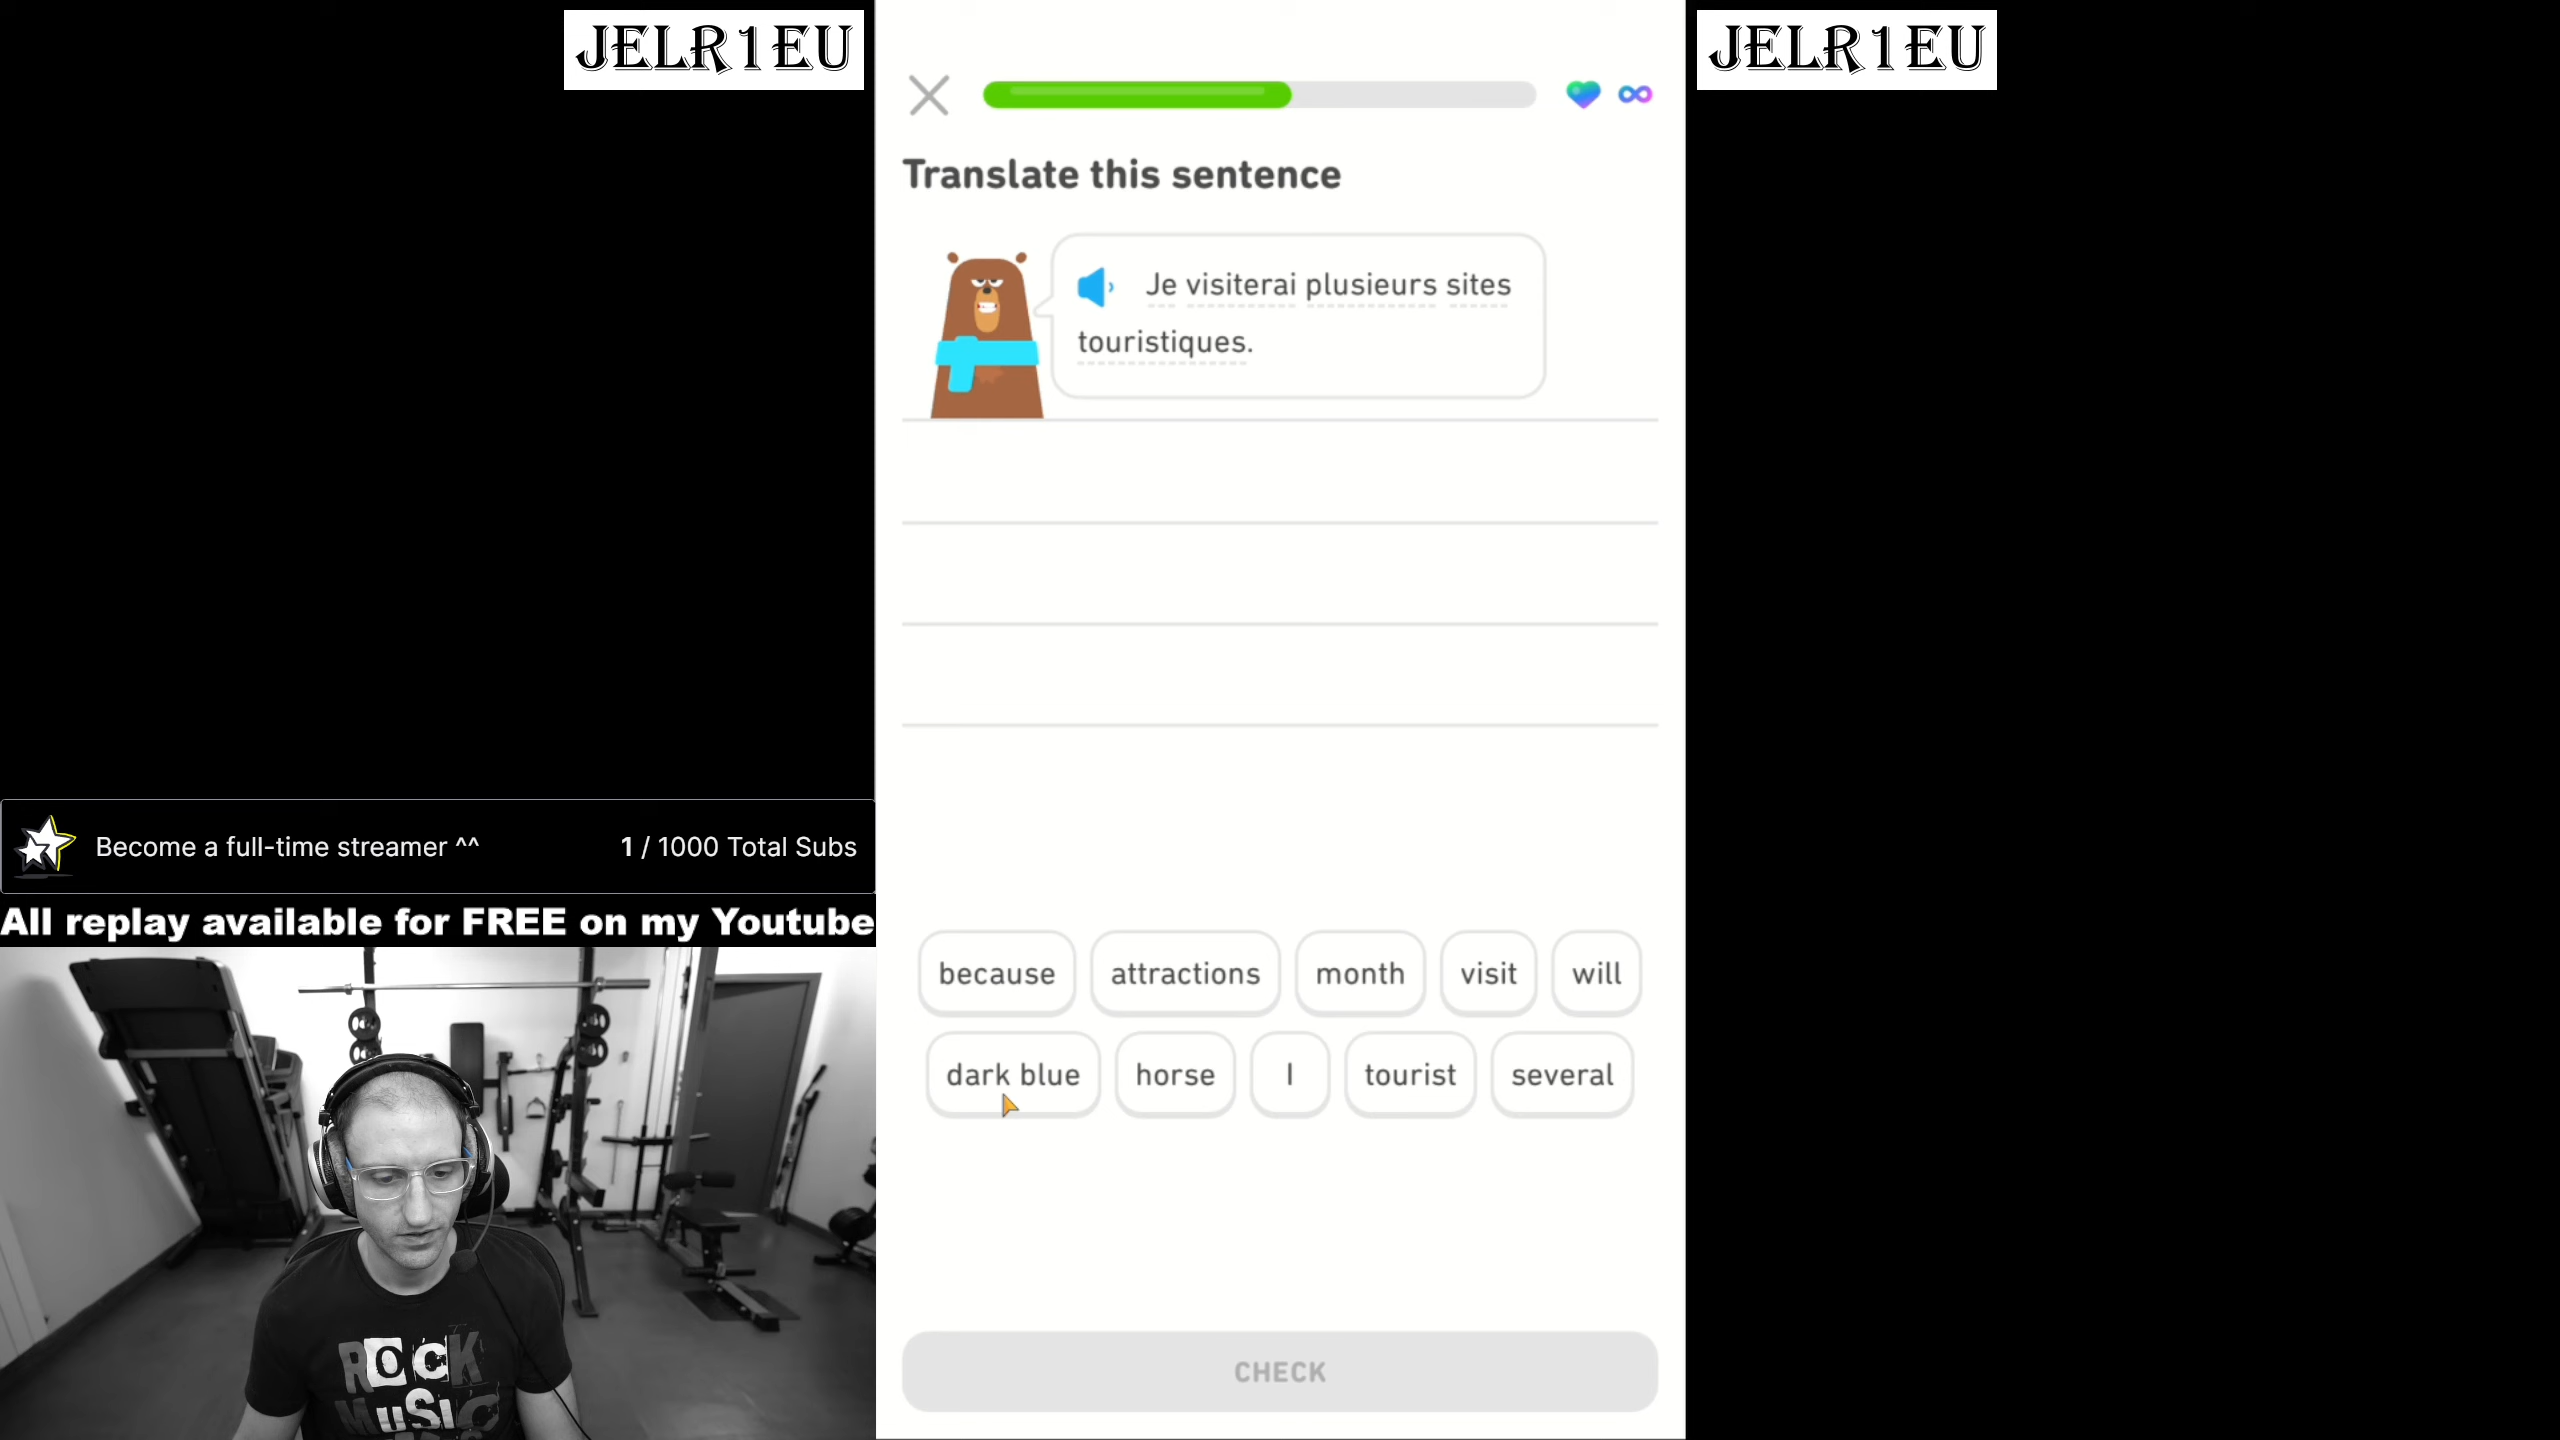 JELR1EU
JELR1EU
Translate this sentence
Je visiterai plusieurs sites
touristiques.
because attractions month visit will
dark blue horse I tourist several
CHECK
Become a full-time streamer ^^ 1 / 1000 Total Subs
All replay available for FREE on my Youtube
ROCK
MUSIC